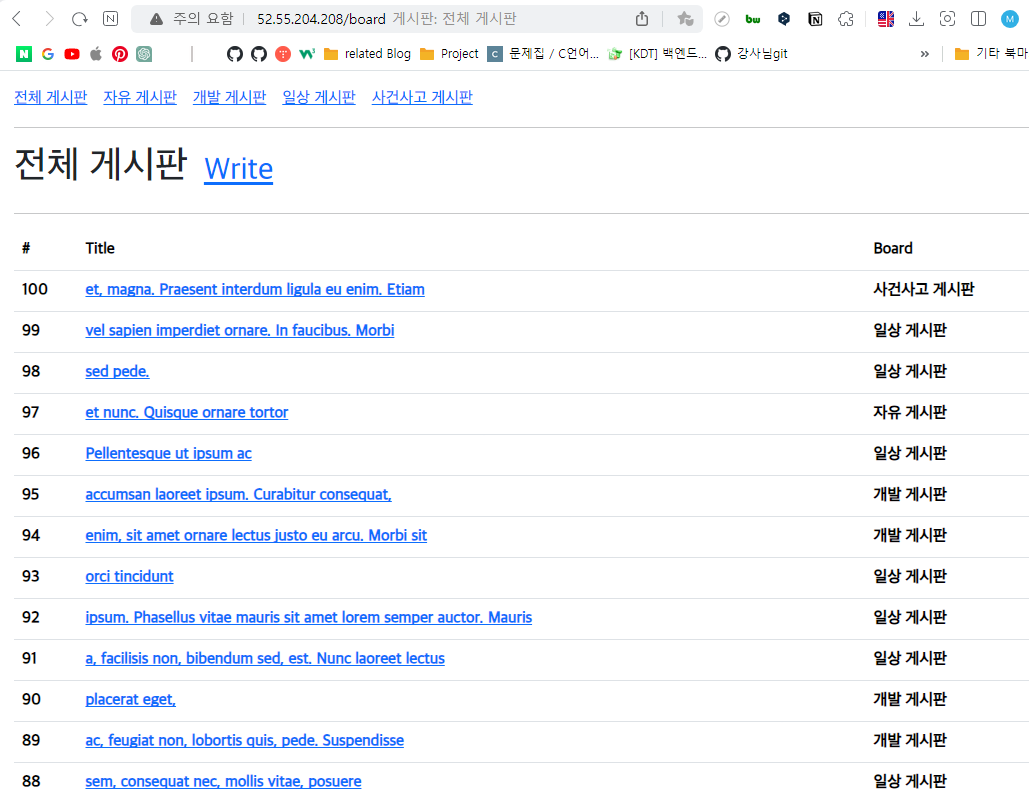 주의 요함 52.55.204.208/board 게시판: 전체 게시판
related Blog Project 문제집 / C언어... [KDT] 백엔드... 강사님git » 기타 북마
전체 게시판 자유 게시판 개발 게시판 일상 게시판 사건사고 게시판
전체 게시판 Write
# Title Board
100 et, magna. Praesent interdum ligula eu enim. Etiam 사건사고 게시판
99 vel sapien imperdiet ornare. In faucibus. Morbi 일상 게시판
98 sed pede. 일상 게시판
97 et nunc. Quisque ornare tortor 자유 게시판
96 Pellentesque ut ipsum ac 일상 게시판
95 accumsan laoreet ipsum. Curabitur consequat, 개발 게시판
94 enim, sit amet ornare lectus justo eu arcu. Morbi sit 개발 게시판
93 orci tincidunt 일상 게시판
92 ipsum. Phasellus vitae mauris sit amet lorem semper auctor. Mauris 일상 게시판
91 a, facilisis non, bibendum sed, est. Nunc laoreet lectus 일상 게시판
90 placerat eget, 개발 게시판
89 ac, feugiat non, lobortis quis, pede. Suspendisse 개발 게시판
88 sem, consequat nec, mollis vitae, posuere 일상 게시판